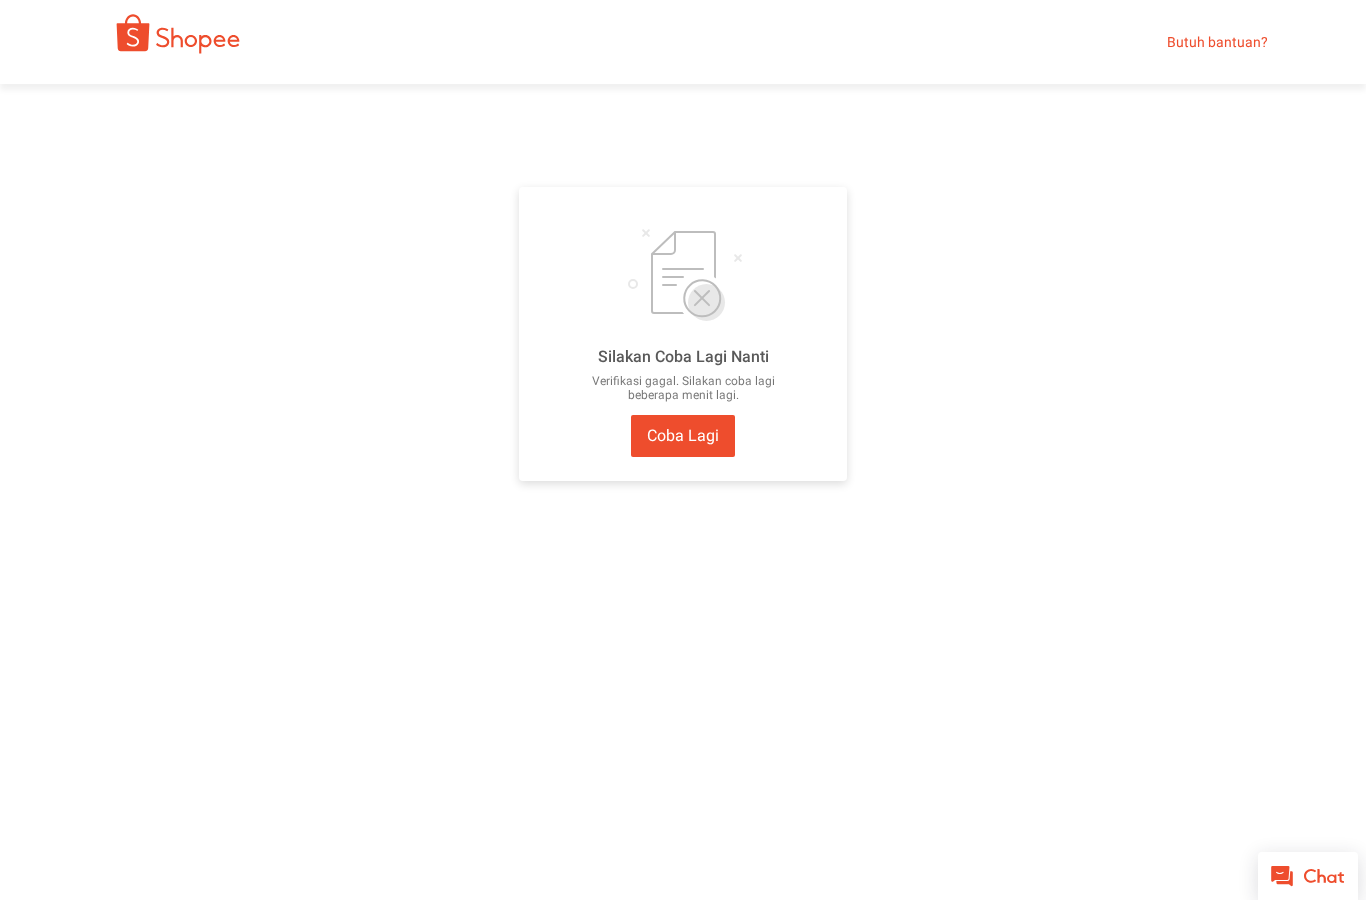 Shopee
Butuh bantuan?
Silakan Coba Lagi Nanti
Verifikasi gagal. Silakan coba lagi
beberapa menit lagi.
Coba Lagi
Chat